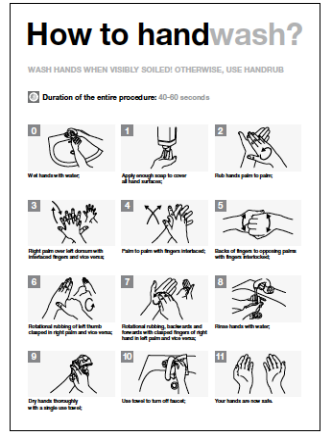 How to handwash?
WASH HANDS WHEN VISIBLY SOILED! OTHERWISE, USE HANDRUB
Duration of the entire procedure: 40-60 seconds
0
1
2
Wet hands with water;
Apply enough soap to cover
all hand surfaces;
Rub hands palm to palm;
3
4
5
Right palm over left dorsum with
interlaced fingers and vice versa;
Palm to palm with fingers interlaced;
Backs of fingers to opposing palms
with fingers interlocked;
6
7
8
Rotational rubbing of left thumb
clasped in right palm and vice versa;
Rotational rubbing, backwards and
forwards with clasped fingers of right
hand in left palm and vice versa;
Rinse hands with water;
9
10
11
Dry hands thoroughly
with a single use towel;
Use towel to turn off faucet;
Your hands are now safe.